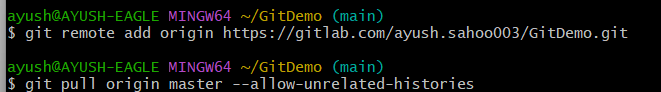 ayush@AYUSH-EAGLE MINGW64 ~/GitDemo (main)
$ git remote add origin https://gitlab.com/ayush.sahoo003/GitDemo.git
ayush@AYUSH-EAGLE MINGW64 ~/GitDemo (main)
$ git pull origin master --allow-unrelated-histories